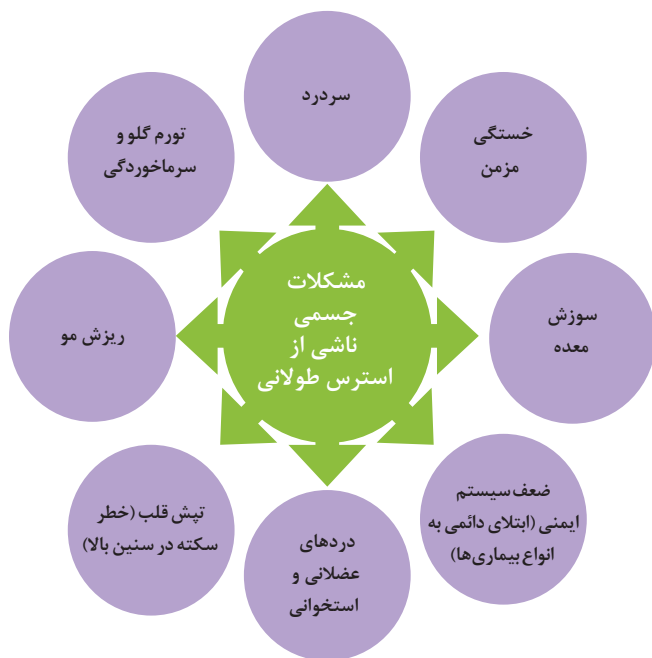 مشکلات
جسمی
ناشی از
استرس طولانی
سردرد
خستگی
مزمن
سوزش
معده
ضعف سیستم
ایمنی (ابتلای دائمی به
انواع بیماری‌ها)
دردهای
عضلانی و
استخوانی
تپش قلب (خطر
سکته در سنین بالا)
ریزش مو
تورم گلو و
سرماخوردگی